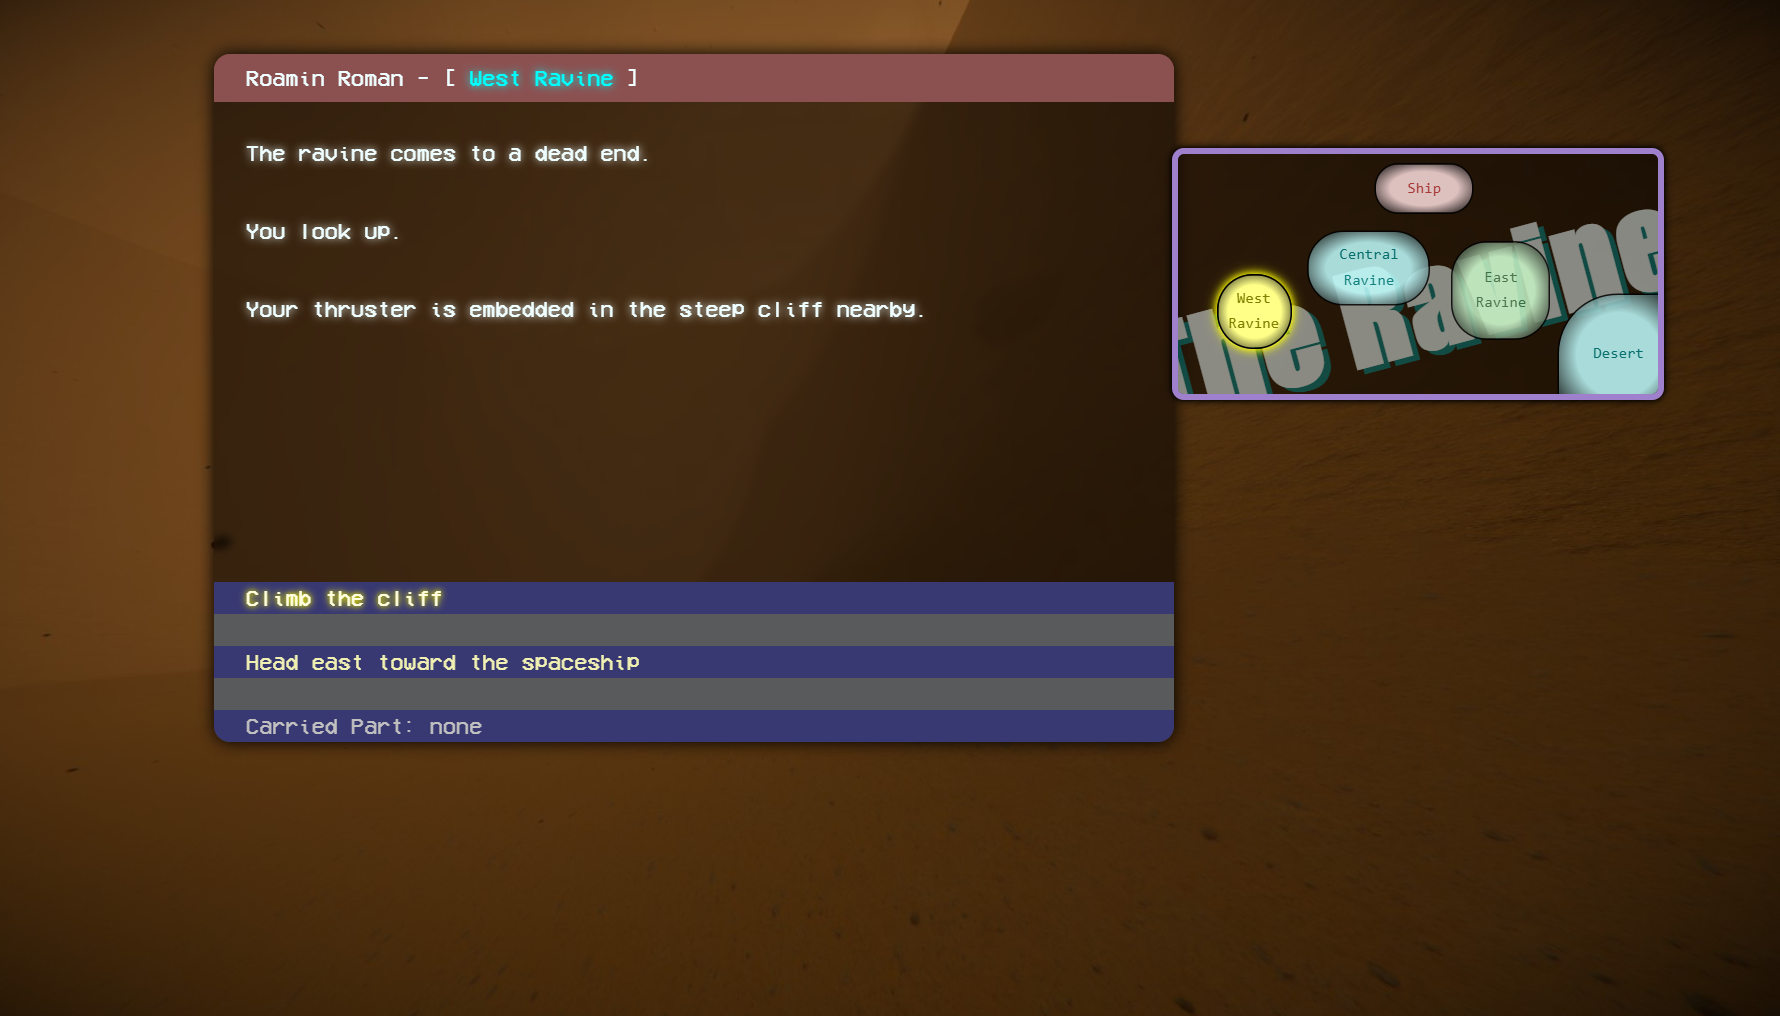 Roamin Roman - [ West Ravine ]
The ravine comes to a dead end.
You look up.
Your thruster is embedded in the steep cliff nearby.
Climb the cliff
Head east toward the spaceship
Carried Part: none
Ship
Central
Ravine
East
Ravine
West
Ravine
Desert
The Ravine